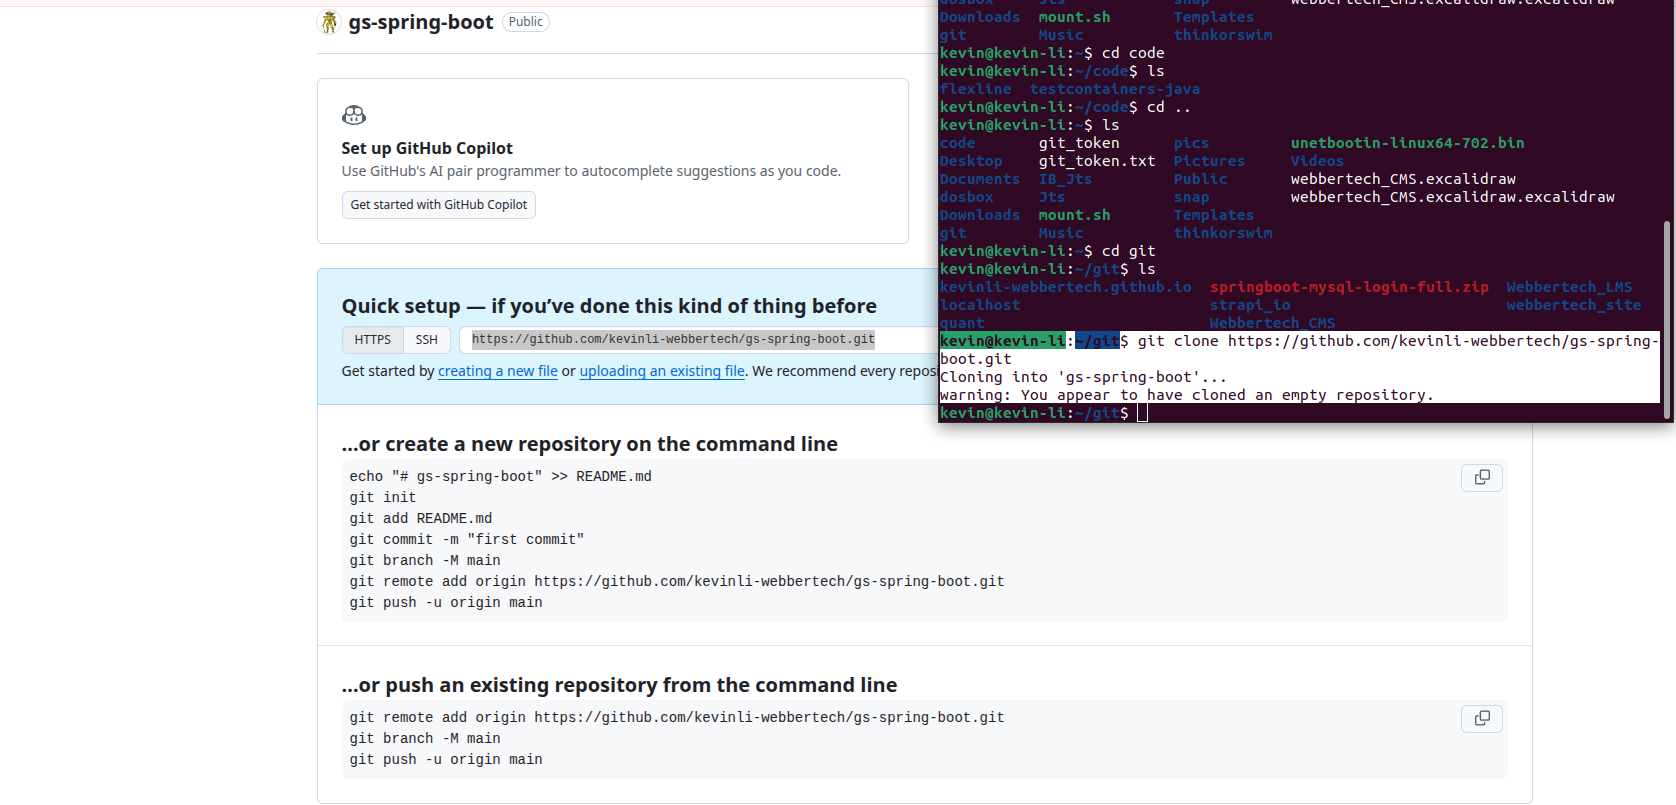 gs-spring-boot Public
Set up GitHub Copilot
Use GitHub's AI pair programmer to autocomplete suggestions as you code.
Get started with GitHub Copilot
Quick setup — if you've done this kind of thing before
HTTPS SSH https://github.com/kevinli-webbertech/gs-spring-boot.git
Get started by creating a new file or uploading an existing file. We recommend every repos
...or create a new repository on the command line
echo "# gs-spring-boot" >> README.md
git init
git add README.md
git commit -m "first commit"
git branch -M main
git remote add origin https://github.com/kevinli-webbertech/gs-spring-boot.git
git push -u origin main
...or push an existing repository from the command line
git remote add origin https://github.com/kevinli-webbertech/gs-spring-boot.git
git branch -M main
git push -u origin main
dosbox Jts snap webbertech_CMS.excalidraw.excalidraw
Downloads mount.sh Templates
git Music thinkorswim
kevin@kevin-li:~$ cd code
kevin@kevin-li:~/code$ ls
flexline testcontainers-java
kevin@kevin-li:~/code$ cd ..
kevin@kevin-li:~$ ls
code git_token pics unetbootin-linux64-702.bin
Desktop git_token.txt Pictures Videos
Documents IB_Jts Public webbertech_CMS.excalidraw
dosbox Jts snap webbertech_CMS.excalidraw.excalidraw
Downloads mount.sh Templates
git Music thinkorswim
kevin@kevin-li:~$ cd git
kevin@kevin-li:~/git$ ls
kevinli-webbertech.github.io springboot-mysql-login-full.zip Webbertech_LMS
localhost strapi_io webbertech_site
quant Webbertech_CMS
kevin@kevin-li:~/git$ git clone https://github.com/kevinli-webbertech/gs-spring-
boot.git
Cloning into 'gs-spring-boot'...
warning: You appear to have cloned an empty repository.
kevin@kevin-li:~/git$